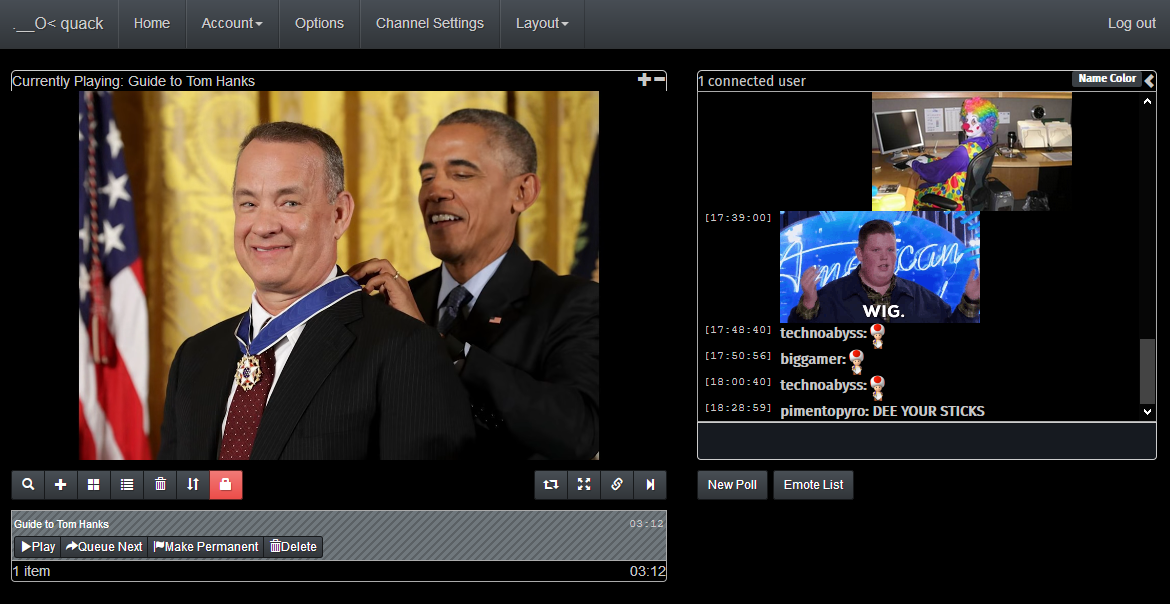 .__O< quack Home Account Options Channel Settings Layout Log out
Currently Playing: Guide to Tom Hanks
1 connected user Name Color
[17:39:00]
American
WIG.
[17:48:40] technoabyss:
[17:50:56] biggamer:
[18:00:40] technoabyss:
[18:28:59] pimentopyro: DEE YOUR STICKS
New Poll Emote List
Guide to Tom Hanks 03:12
Play Queue Next Make Permanent Delete
1 item 03:12